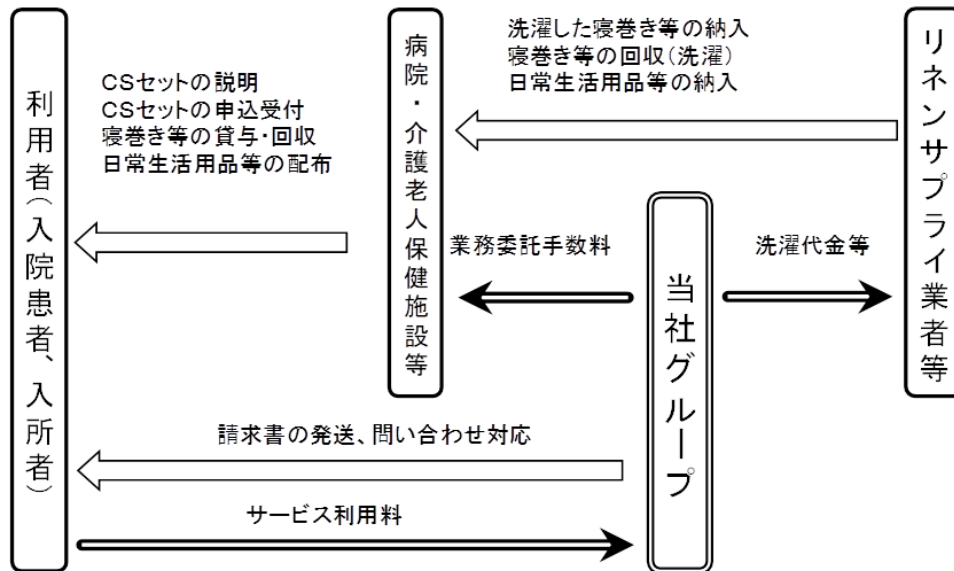 利用者（入院患者、入所者）
CSセットの説明
CSセットの申込受付
寝巻き等の貸与・回収
日常生活用品等の配布
病院・介護老人保健施設等
洗濯した寝巻き等の納入
寝巻き等の回収（洗濯）
日常生活用品等の納入
リネンサプライ業者等
業務委託手数料
当社グループ
洗濯代金等
請求書の発送、問い合わせ対応
サービス利用料